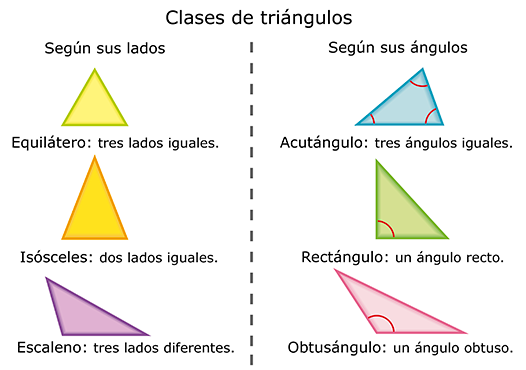 Clases de triángulos
Según sus lados
Equilátero: tres lados iguales.
Isósceles: dos lados iguales.
Escaleno: tres lados diferentes.
Según sus ángulos
Acutángulo: tres ángulos iguales.
Rectángulo: un ángulo recto.
Obtusángulo: un ángulo obtuso.